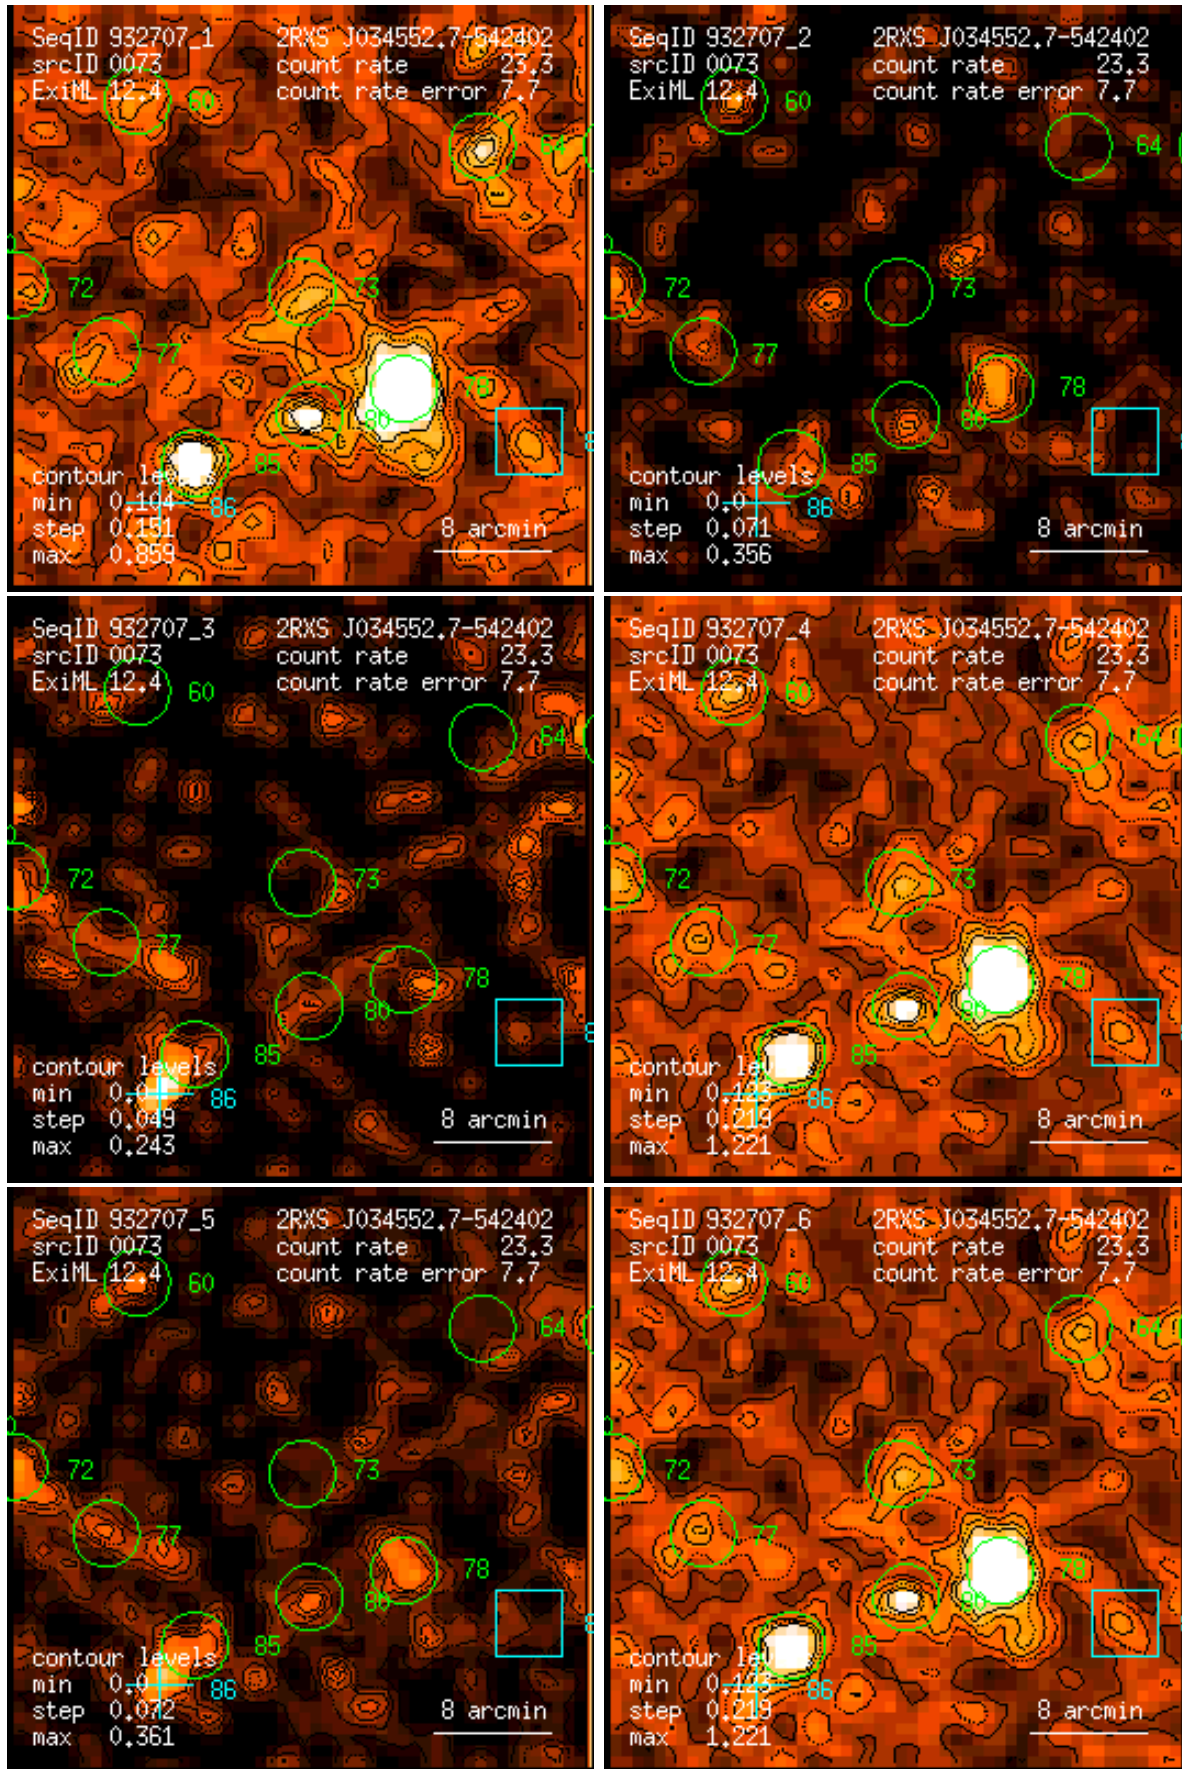 SeqID 932707_1 2RXS J034552.7-542402
srcID 0073 count rate 23.3
ExiML 12.4 count rate error 7.7
60
64
72
73
77
78
80
85
86
contour levels
min 0.104
step 0.151
max 0.859
8 arcmin
SeqID 932707_2 2RXS J034552.7-542402
srcID 0073 count rate 23.3
ExiML 12.4 count rate error 7.7
60
64
72
73
77
78
80
85
86
contour levels
min 0.0
step 0.071
max 0.356
8 arcmin
SeqID 932707_3 2RXS J034552.7-542402
srcID 0073 count rate 23.3
ExiML 12.4 count rate error 7.7
60
64
72
73
77
78
80
85
86
contour levels
min 0.0
step 0.049
max 0.243
8 arcmin
SeqID 932707_4 2RXS J034552.7-542402
srcID 0073 count rate 23.3
ExiML 12.4 count rate error 7.7
60
64
72
73
77
78
80
85
86
contour levels
min 0.123
step 0.219
max 1.221
8 arcmin
SeqID 932707_5 2RXS J034552.7-542402
srcID 0073 count rate 23.3
ExiML 12.4 count rate error 7.7
60
64
72
73
77
78
80
85
86
contour levels
min 0.0
step 0.072
max 0.361
8 arcmin
SeqID 932707_6 2RXS J034552.7-542402
srcID 0073 count rate 23.3
ExiML 12.4 count rate error 7.7
60
64
72
73
77
78
80
85
86
contour levels
min 0.123
step 0.219
max 1.221
8 arcmin